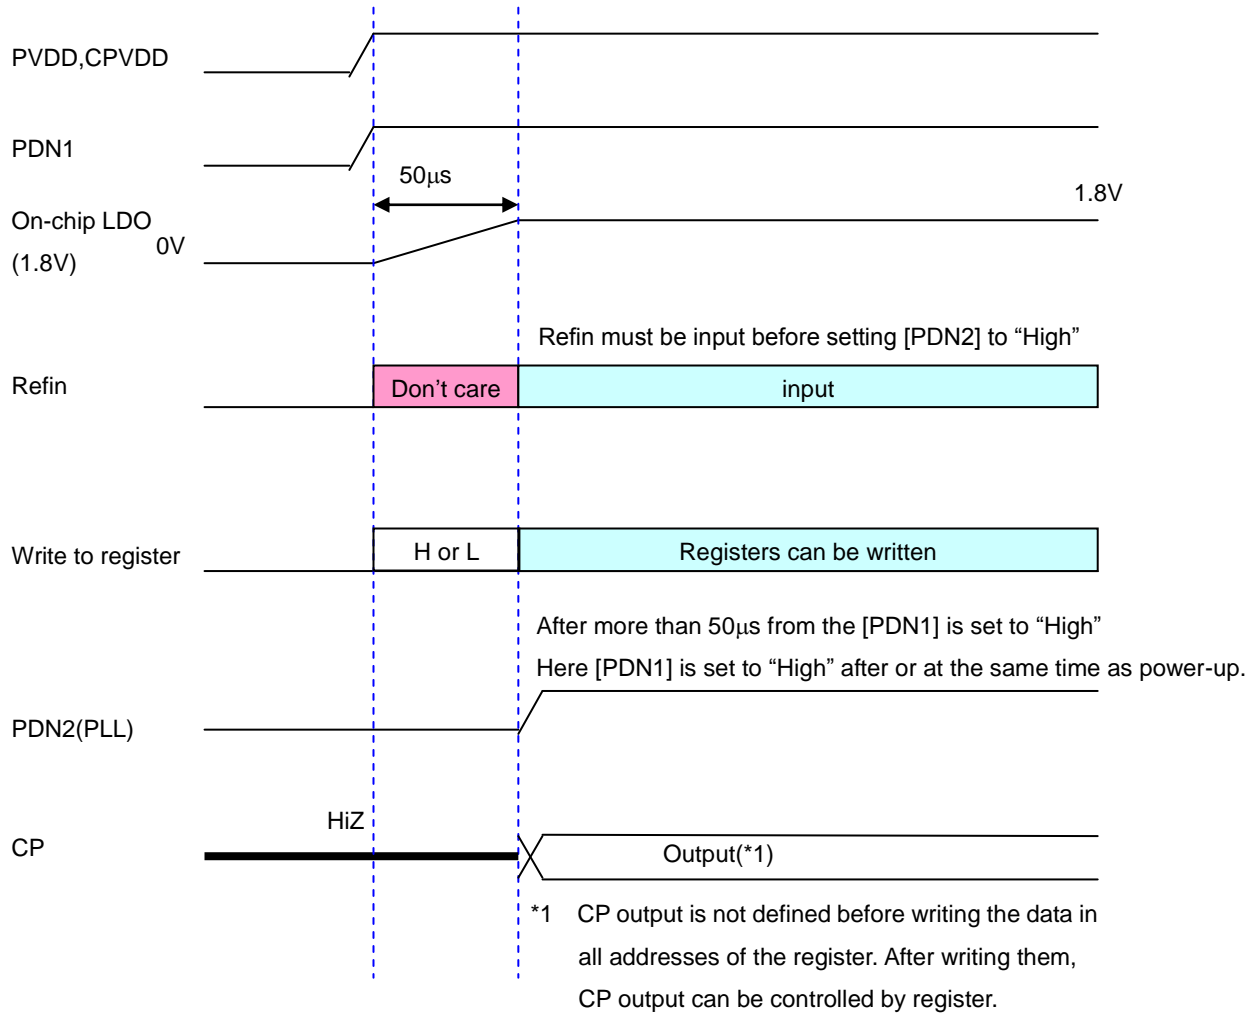 PVDD,CPVDD
PDN1
50μs
1.8V
On-chip LDO
0V
(1.8V)
Refin must be input before setting [PDN2] to “High”
Refin
Don’t care
input
Write to register
H or L
Registers can be written
After more than 50μs from the [PDN1] is set to “High”
Here [PDN1] is set to “High” after or at the same time as power-up.
PDN2(PLL)
HiZ
CP
Output(*1)
*1 CP output is not defined before writing the data in
all addresses of the register. After writing them,
CP output can be controlled by register.